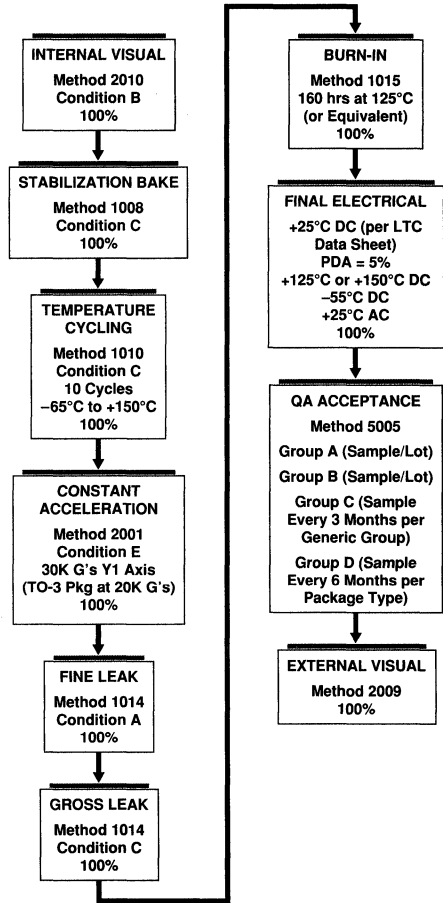 INTERNAL VISUAL
Method 2010
Condition B
100%
STABILIZATION BAKE
Method 1008
Condition C
100%
TEMPERATURE
CYCLING
Method 1010
Condition C
10 Cycles
–65°C to +150°C
100%
CONSTANT
ACCELERATION
Method 2001
Condition E
30K G's Y1 Axis
(TO-3 Pkg at 20K G's)
100%
FINE LEAK
Method 1014
Condition A
100%
GROSS LEAK
Method 1014
Condition C
100%
BURN-IN
Method 1015
160 hrs at 125°C
(or Equivalent)
100%
FINAL ELECTRICAL
+25°C DC (per LTC
Data Sheet)
PDA = 5%
+125°C or +150°C DC
–55°C DC
+25°C AC
100%
QA ACCEPTANCE
Method 5005
Group A (Sample/Lot)
Group B (Sample/Lot)
Group C (Sample
Every 3 Months per
Generic Group)
Group D (Sample
Every 6 Months per
Package Type)
EXTERNAL VISUAL
Method 2009
100%